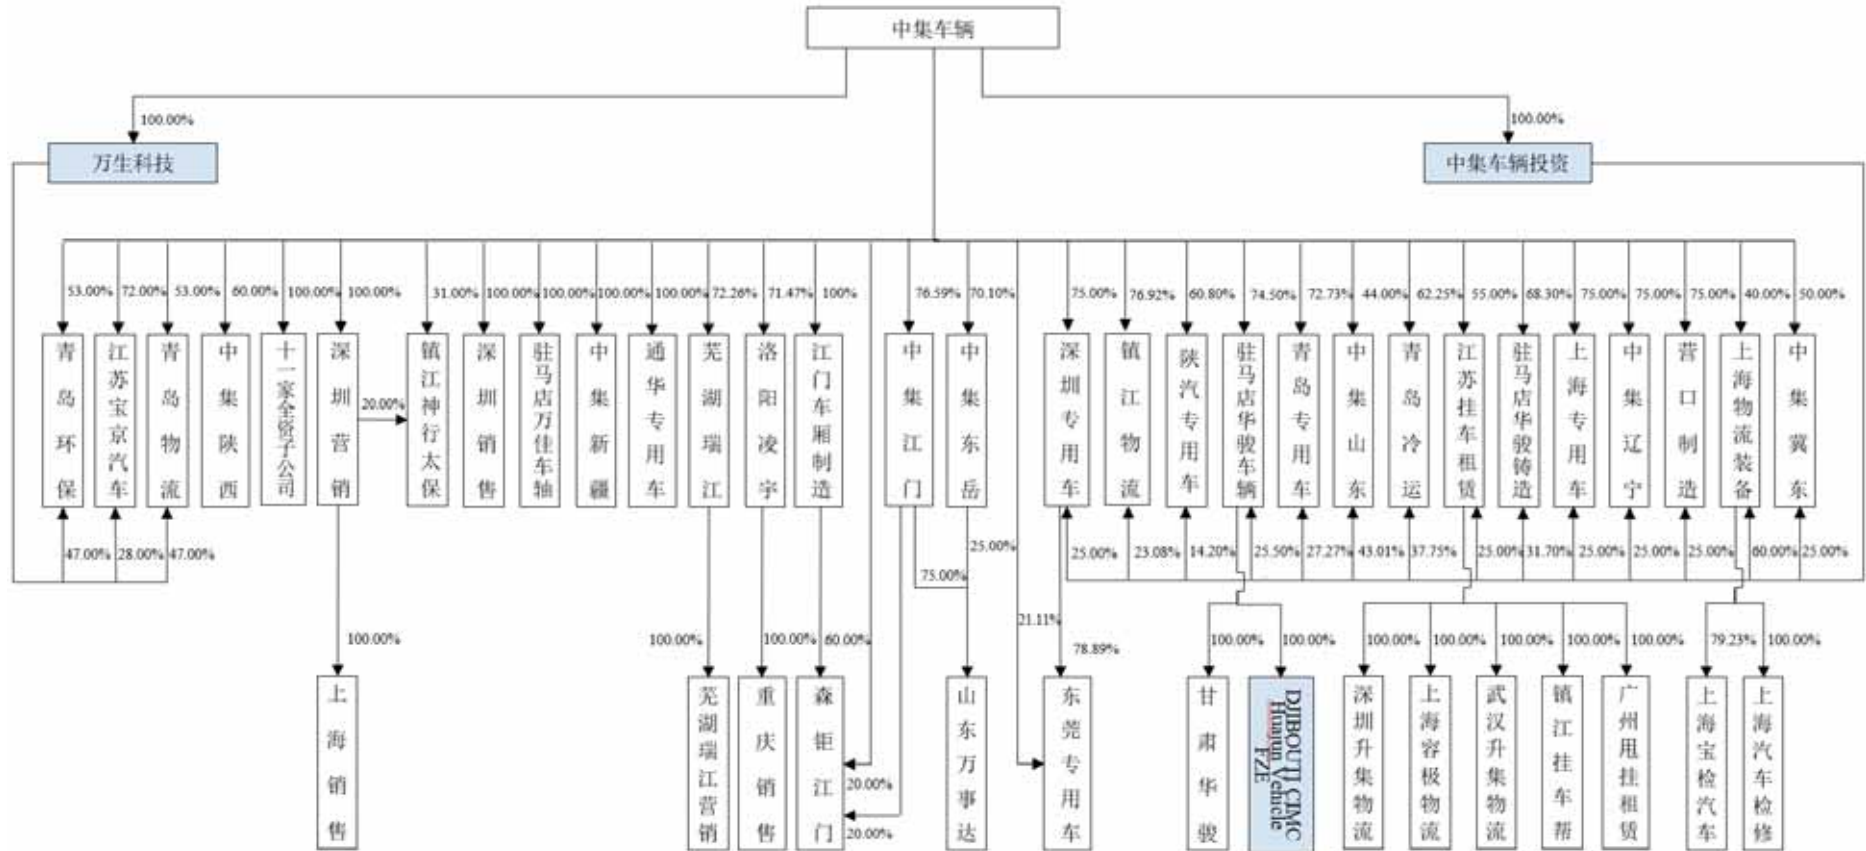 中集车辆
100.00%
100.00%
万生科技
中集车辆投资
53.00%
72.00%
53.00%
60.00%
100.00%
100.00%
31.00%
100.00%
100.00%
100.00%
100.00%
72.26%
71.47%
100%
76.59%
70.10%
75.00%
76.92%
60.80%
74.50%
72.73%
44.00%
62.25%
55.00%
68.30%
75.00%
75.00%
75.00%
40.00%
50.00%
青岛环保
江苏宝京汽车
青岛物流
中集陕西
十一家全资子公司
深圳营销
20.00%
镇江神行太保
深圳销售
驻马店万佳车轴
中集新疆
通华专用车
芜湖瑞江
洛阳凌宇
江门车厢制造
中集江门
中集东岳
深圳专用车
镇江物流
陕汽专用车
驻马店华骏车辆
青岛专用车
中集山东
青岛冷运
江苏挂车租赁
驻马店华骏铸造
上海专用车
中集辽宁
营口制造
上海物流装备
中集冀东
47.00%
28.00%
47.00%
25.00%
75.00%
25.00%
23.08%
14.20%
25.50%
27.27%
43.01%
37.75%
25.00%
31.70%
25.00%
25.00%
25.00%
60.00%
25.00%
100.00%
100.00%
100.00%
60.00%
21.11%
78.89%
100.00%
100.00%
100.00%
100.00%
100.00%
100.00%
100.00%
79.23%
100.00%
上海销售
芜湖瑞江营销
重庆销售
森钜江门
20.00%
20.00%
山东万事达
东莞专用车
甘肃华骏
DJIBOUTI CIMC
Huajun Vehicle
FZE
深圳升集物流
上海容极物流
武汉升集物流
镇江挂车帮
广州甩挂租赁
上海宝检汽车
上海汽车检修